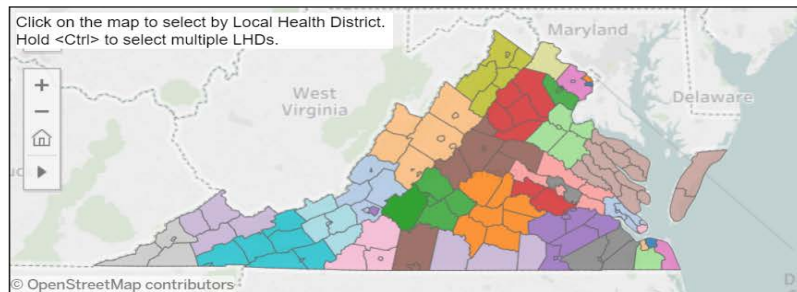 Click on the map to select by Local Health District.
Hold <Ctrl> to select multiple LHDs.
Maryland
+
−
West
Virginia
Delaware
© OpenStreetMap contributors